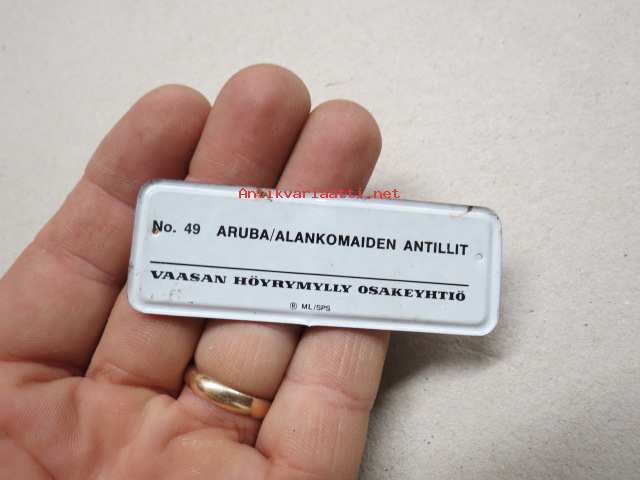 Antikvariaatti.net
No. 49 ARUBA/ALANKOMAIDEN ANTILLIT
VAASAN HÖYRYMYLLY OSAKEYHTIÖ
® ML/SPS